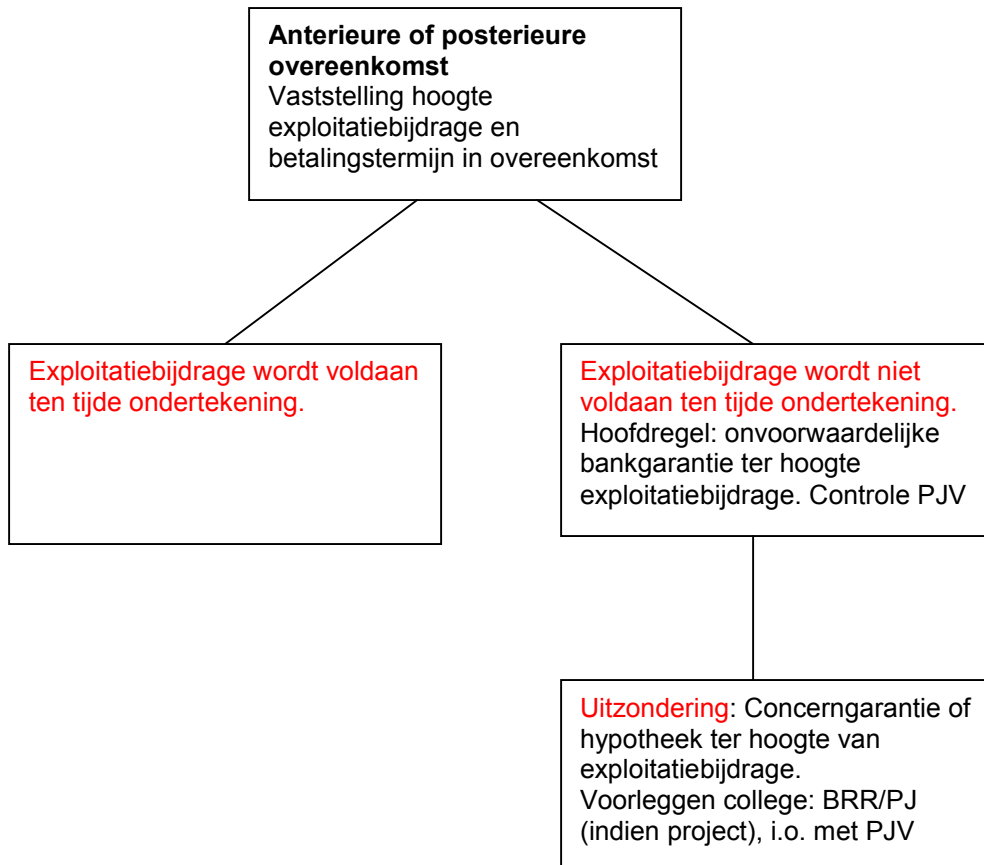 Anterieure of posterieure
overeenkomst
Vaststelling hoogte
exploitatiebijdrage en
betalingstermijn in overeenkomst
Exploitatiebijdrage wordt voldaan
ten tijde ondertekening.
Exploitatiebijdrage wordt niet
voldaan ten tijde ondertekening.
Hoofdregel: onvoorwaardelijke
bankgarantie ter hoogte
exploitatiebijdrage. Controle PJV
Uitzondering: Concerngarantie of
hypotheek ter hoogte van
exploitatiebijdrage.
Voorleggen college: BRR/PJ
(indien project), i.o. met PJV